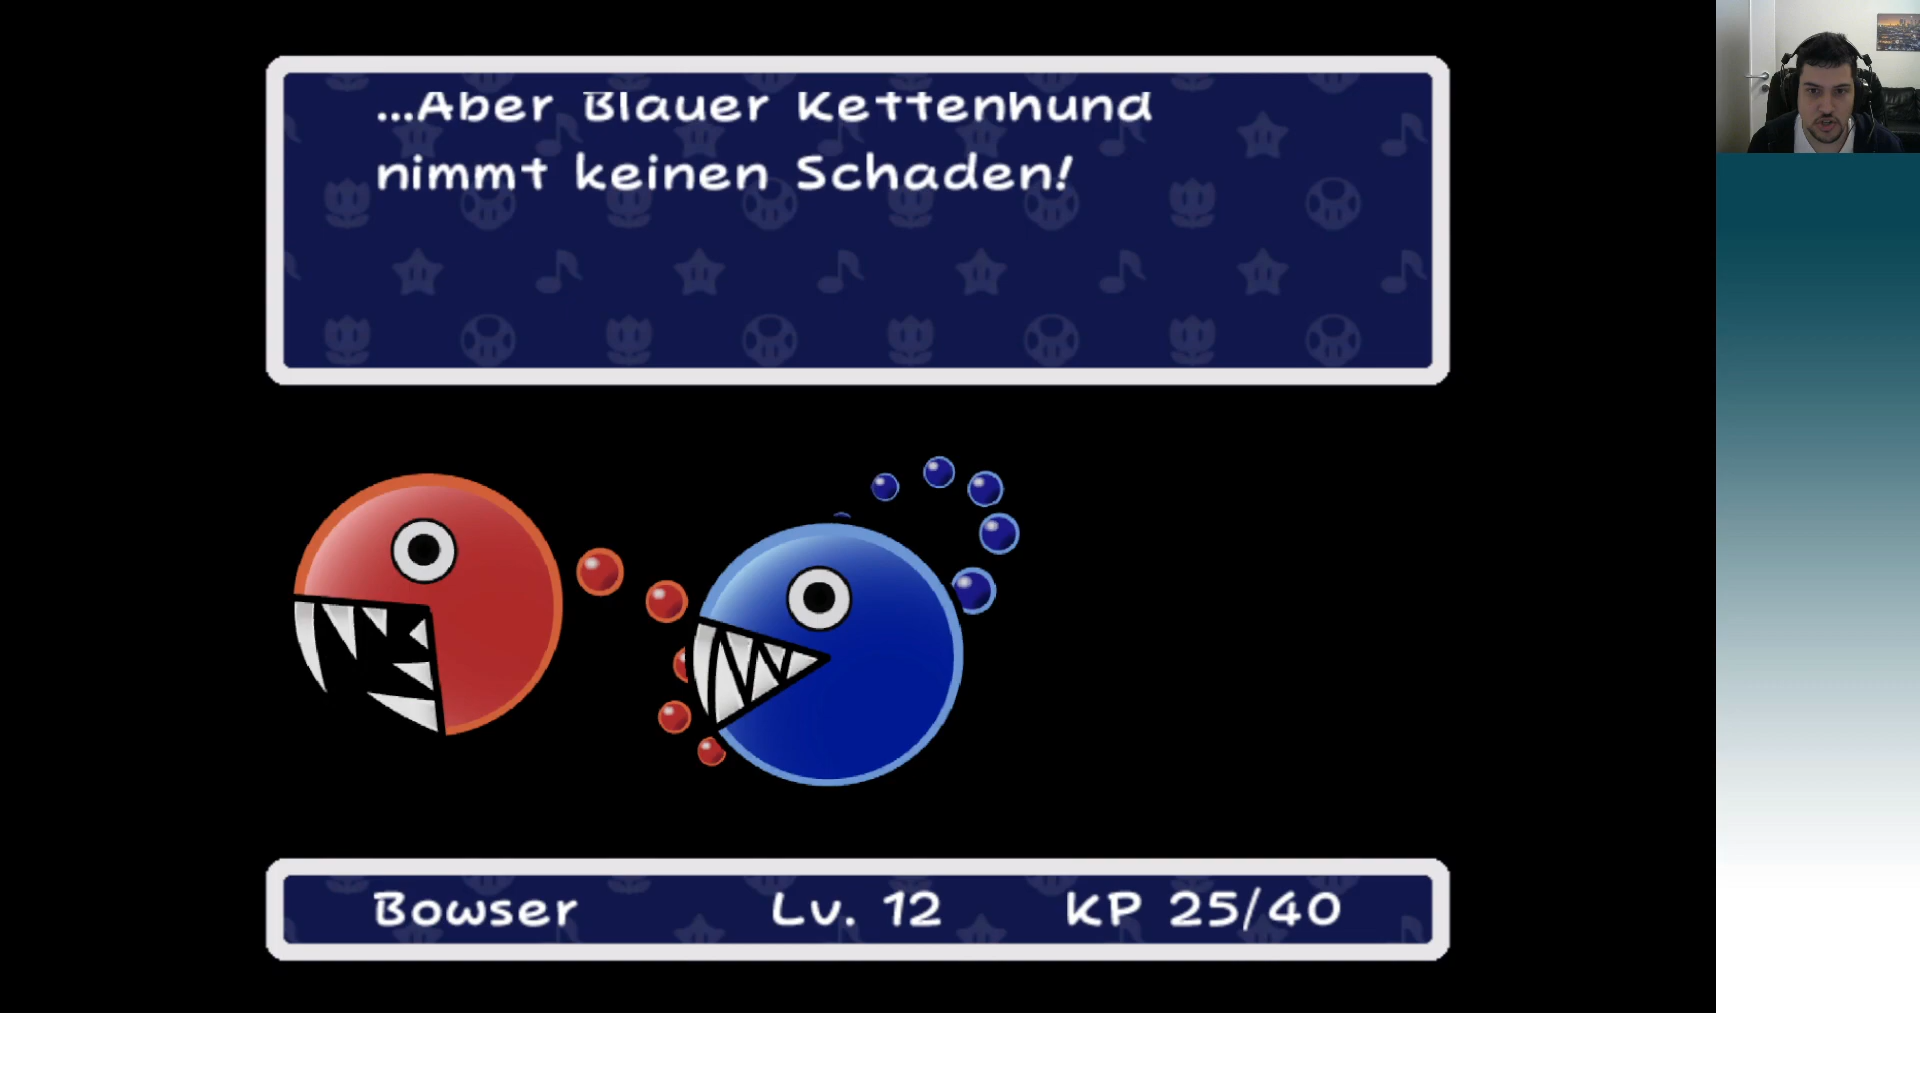 ...Aber Blauer Kettenhund
nimmt keinen Schaden!
Bowser Lv. 12 KP 25/40